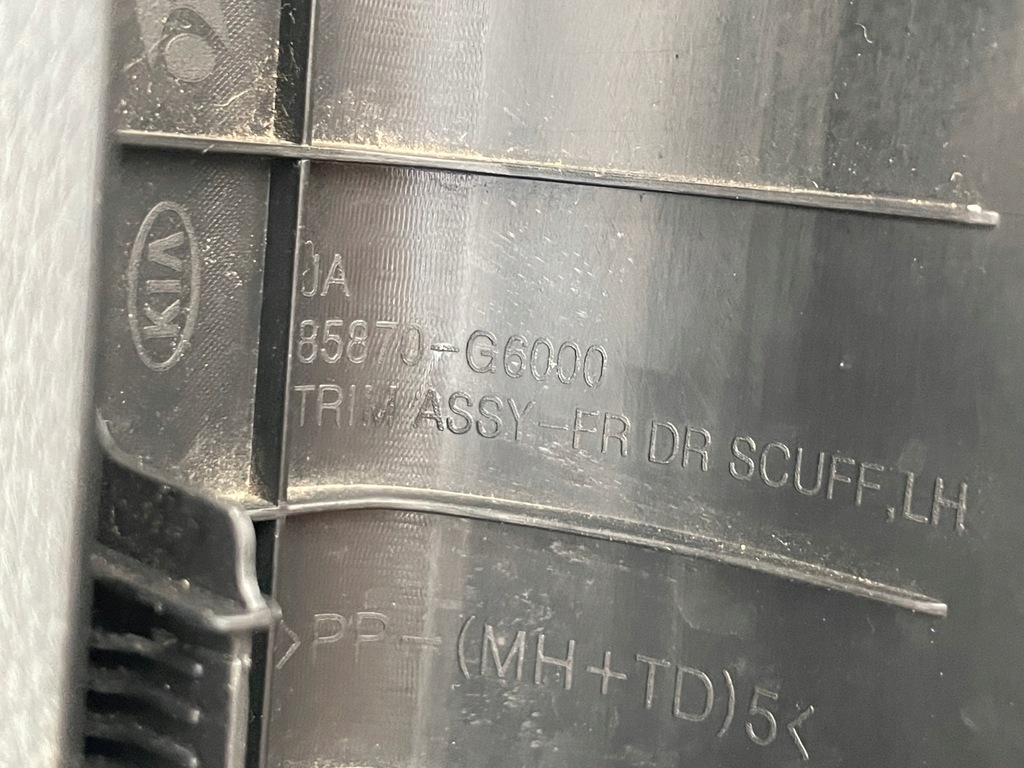 KIA
JA
85870-G6000
TRIM ASSY-FR DR SCUFF,LH
>PP-(MH+TD)5<